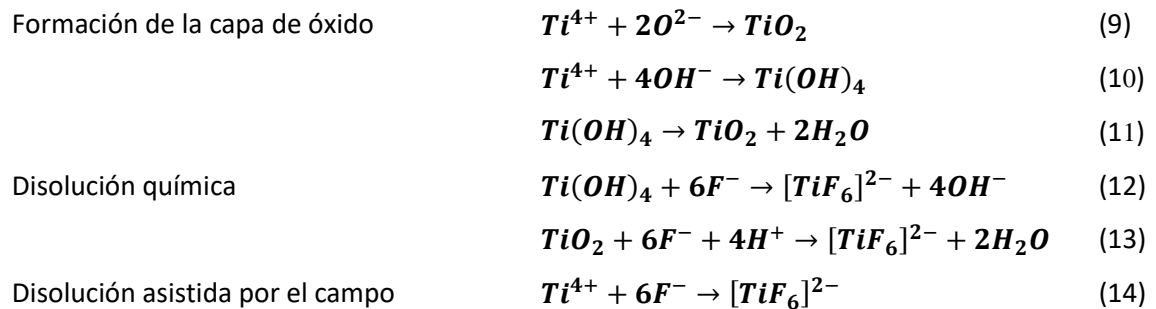 Formación de la capa de óxido Ti⁴⁺ + 2O²⁻ → TiO₂ (9)
Ti⁴⁺ + 4OH⁻ → Ti(OH)₄ (10)
Ti(OH)₄ → TiO₂ + 2H₂O (11)
Disolución química Ti(OH)₄ + 6F⁻ → [TiF₆]²⁻ + 4OH⁻ (12)
TiO₂ + 6F⁻ + 4H⁺ → [TiF₆]²⁻ + 2H₂O (13)
Disolución asistida por el campo Ti⁴⁺ + 6F⁻ → [TiF₆]²⁻ (14)